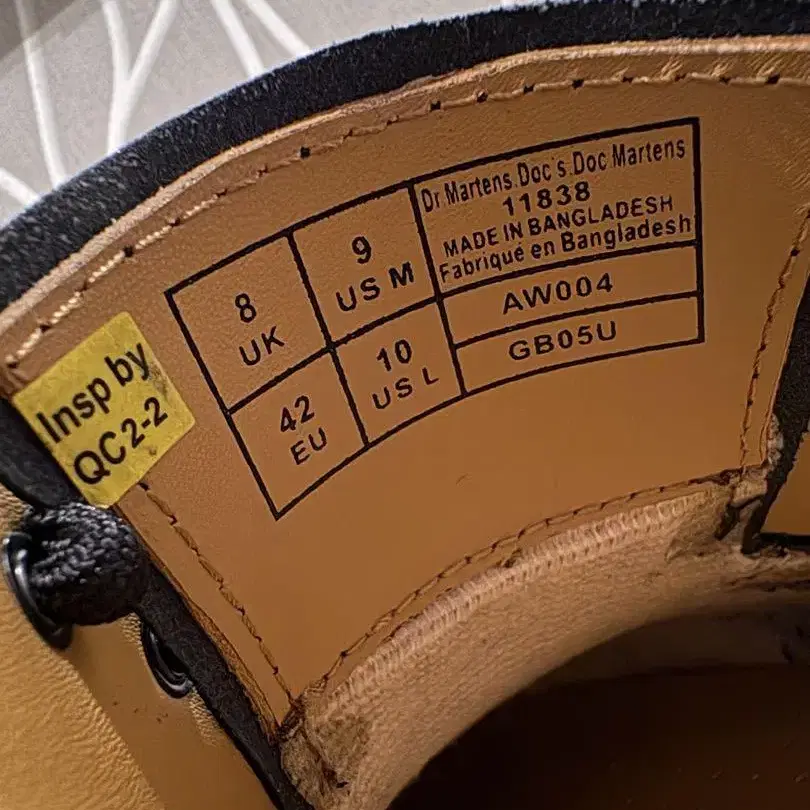 Insp by
QC2-2
8
UK
9
US M
42
EU
10
US L
Dr Martens.Doc's.Doc Martens
11838
MADE IN BANGLADESH
Fabriqué en Bangladesh
AW004
GB05U